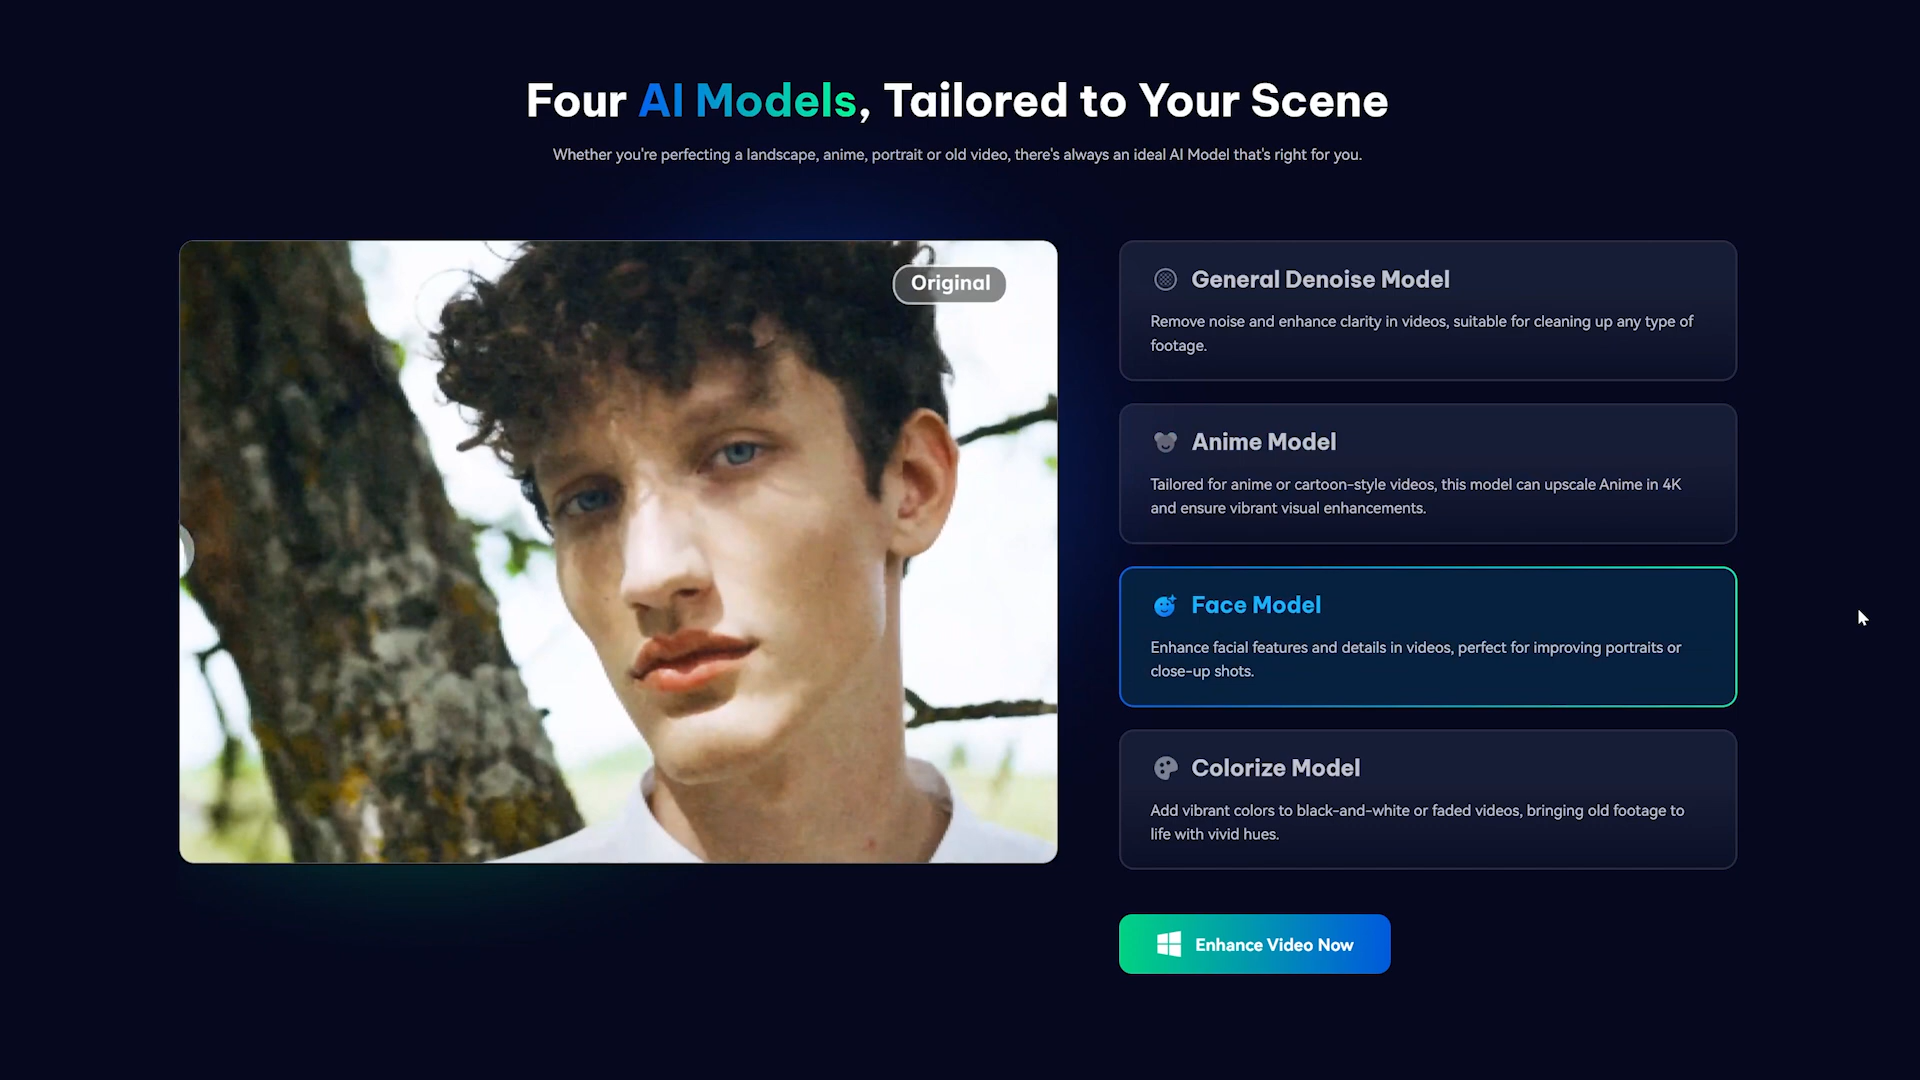 Four AI Models, Tailored to Your Scene
Whether you're perfecting a landscape, anime, portrait or old video, there's always an ideal AI Model that's right for you.
Original
General Denoise Model
Remove noise and enhance clarity in videos, suitable for cleaning up any type of
footage.
Anime Model
Tailored for anime or cartoon-style videos, this model can upscale Anime in 4K
and ensure vibrant visual enhancements.
Face Model
Enhance facial features and details in videos, perfect for improving portraits or
close-up shots.
Colorize Model
Add vibrant colors to black-and-white or faded videos, bringing old footage to
life with vivid hues.
Enhance Video Now